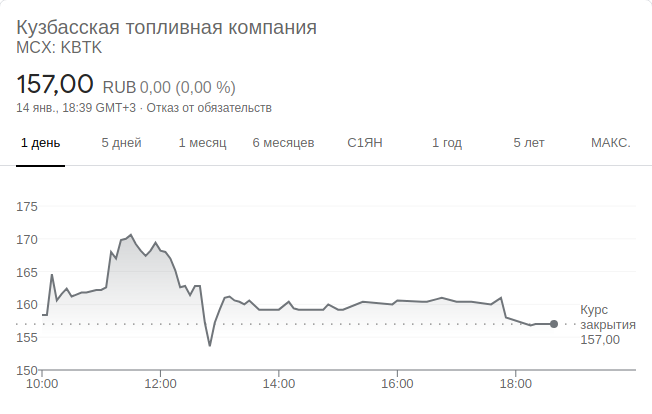 Кузбасская топливная компания
MCX: KBTK
157,00 RUB 0,00 (0,00 %)
14 янв., 18:39 GMT+3 · Отказ от обязательств
1 день 5 дней 1 месяц 6 месяцев С1ЯН 1 год 5 лет МАКС.
175
170
165
160
155
150
Курс
закрытия
157,00
10:00 12:00 14:00 16:00 18:00